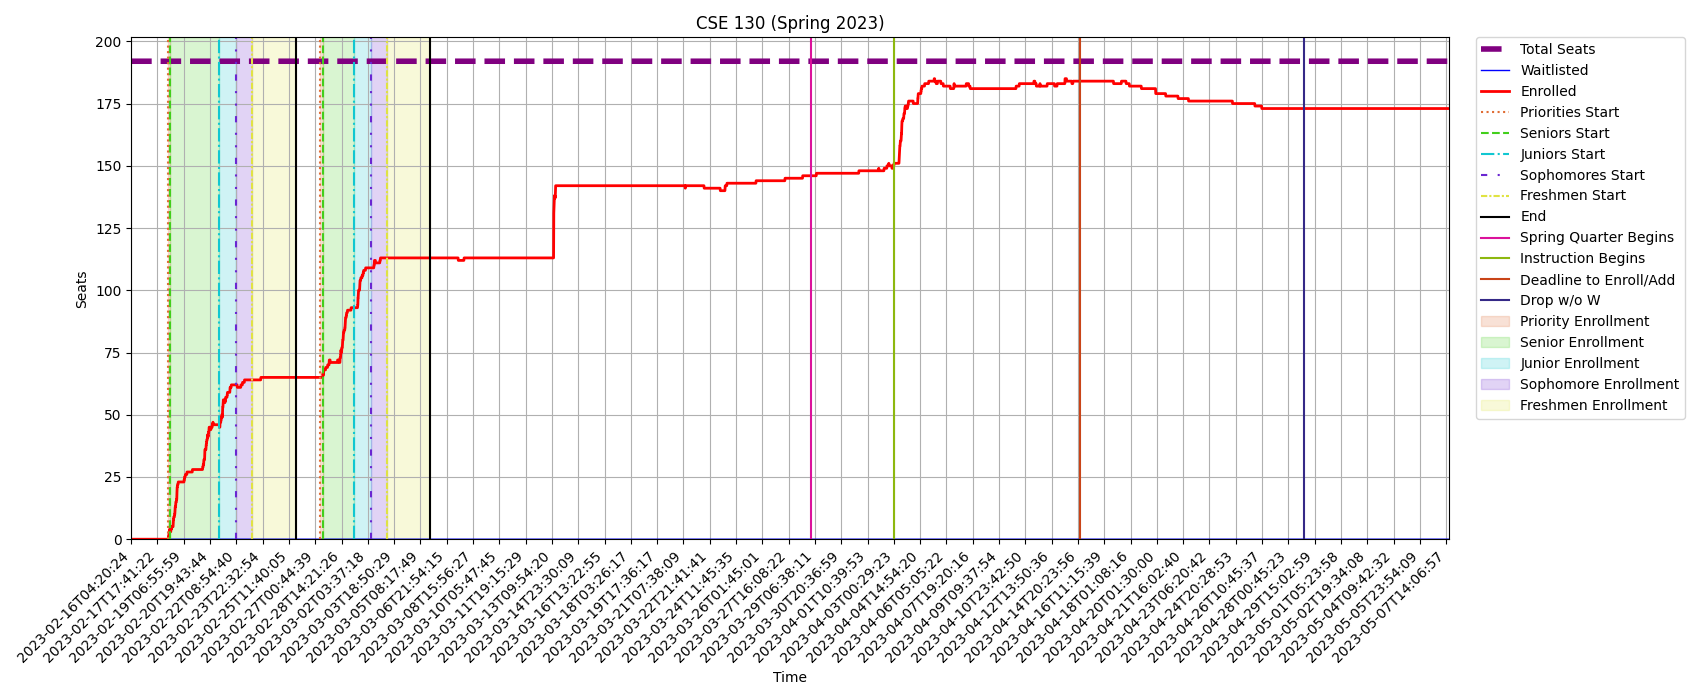 CSE 130 (Spring 2023)
200
175
150
125
100
75
50
25
0
Seats
2023-02-16T04:20:24
2023-02-17T17:41:22
2023-02-19T06:55:59
2023-02-20T19:43:44
2023-02-22T08:54:40
2023-02-23T22:32:54
2023-02-25T11:40:05
2023-02-27T00:44:39
2023-02-28T14:21:26
2023-03-02T03:37:18
2023-03-03T18:50:29
2023-03-05T08:17:49
2023-03-06T21:54:15
2023-03-08T15:56:27
2023-03-10T05:47:45
2023-03-11T19:15:29
2023-03-13T09:54:20
2023-03-14T23:30:09
2023-03-16T13:22:55
2023-03-18T03:26:17
2023-03-19T17:36:17
2023-03-21T07:38:09
2023-03-22T21:41:41
2023-03-24T11:45:35
2023-03-26T01:45:01
2023-03-27T16:08:22
2023-03-29T06:38:11
2023-03-30T20:36:59
2023-04-01T10:39:53
2023-04-03T00:29:23
2023-04-04T14:54:20
2023-04-06T05:05:22
2023-04-07T19:20:16
2023-04-09T09:37:54
2023-04-10T23:42:50
2023-04-12T13:50:36
2023-04-14T20:23:56
2023-04-16T11:15:39
2023-04-18T01:08:16
2023-04-20T01:30:00
2023-04-21T16:02:40
2023-04-23T06:20:42
2023-04-24T20:28:53
2023-04-26T10:45:37
2023-04-28T00:45:23
2023-04-29T15:02:59
2023-05-01T05:23:58
2023-05-02T19:34:08
2023-05-04T09:42:32
2023-05-05T23:54:09
2023-05-07T14:06:57
Time
Total Seats
Waitlisted
Enrolled
Priorities Start
Seniors Start
Juniors Start
Sophomores Start
Freshmen Start
End
Spring Quarter Begins
Instruction Begins
Deadline to Enroll/Add
Drop w/o W
Priority Enrollment
Senior Enrollment
Junior Enrollment
Sophomore Enrollment
Freshmen Enrollment